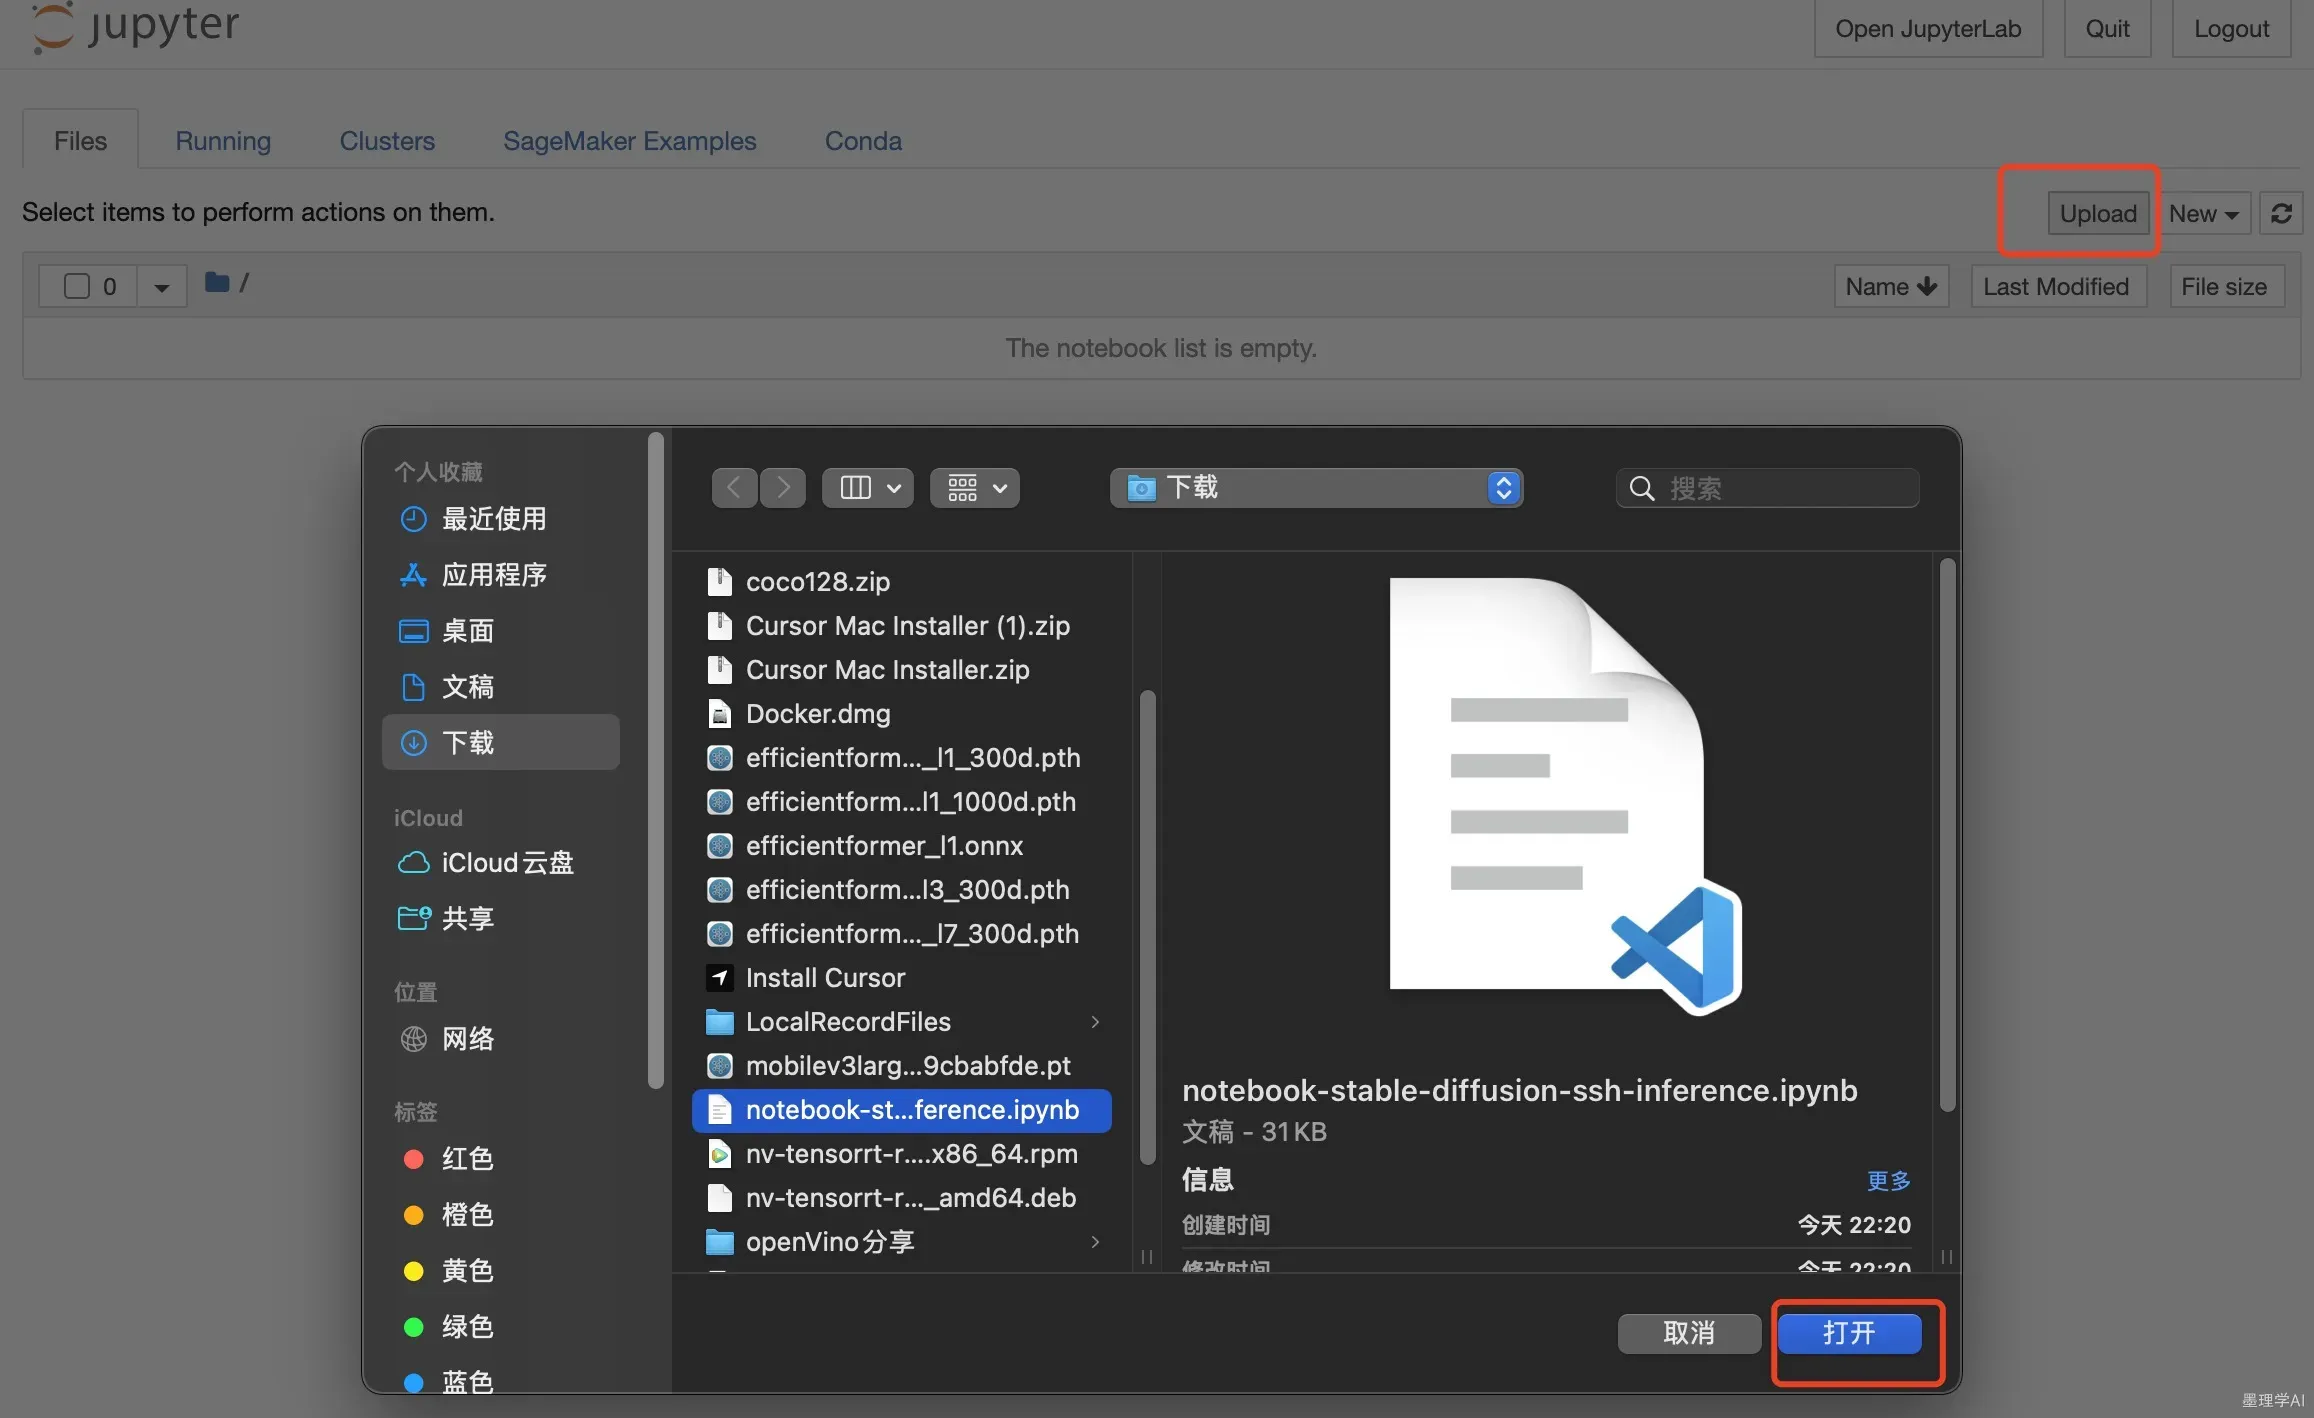 jupyter
Open JupyterLab
Quit
Logout
Files
Running
Clusters
SageMaker Examples
Conda
Select items to perform actions on them.
Upload
New
0
/
Name
Last Modified
File size
The notebook list is empty.
个人收藏
最近使用
应用程序
桌面
文稿
下载
iCloud
iCloud云盘
共享
位置
网络
标签
红色
橙色
黄色
绿色
蓝色
下载
搜索
coco128.zip
Cursor Mac Installer (1).zip
Cursor Mac Installer.zip
Docker.dmg
efficientform..._l1_300d.pth
efficientform...l1_1000d.pth
efficientformer_l1.onnx
efficientform...l3_300d.pth
efficientform..._l7_300d.pth
Install Cursor
LocalRecordFiles
mobilev3larg...9cbabfde.pt
notebook-st...ference.ipynb
nv-tensorrt-r....x86_64.rpm
nv-tensorrt-r..._amd64.deb
openVino分享
notebook-stable-diffusion-ssh-inference.ipynb
文稿 - 31 KB
信息
更多
创建时间
今天 22:20
修改时间
今天 22:20
取消
打开
墨理学AI